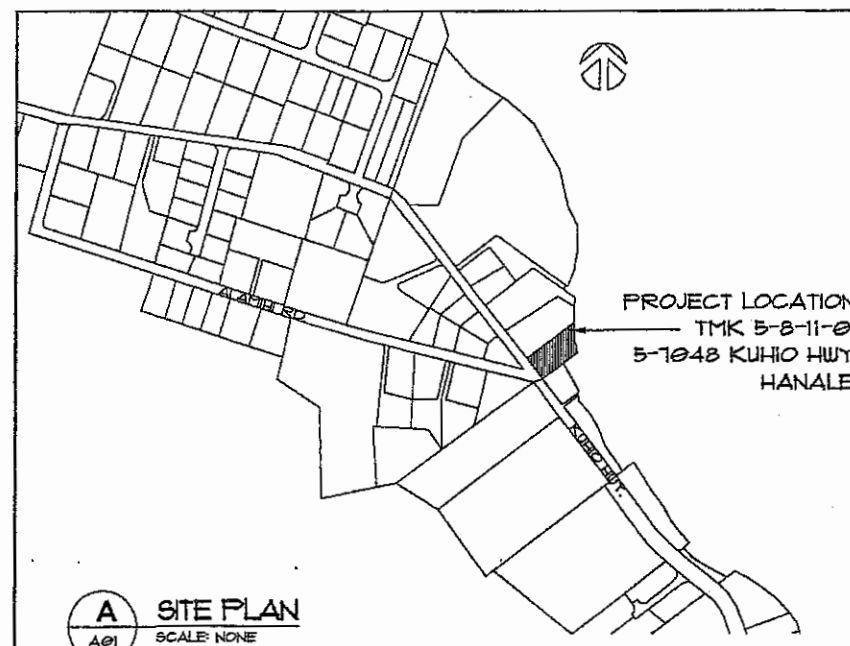 PROJECT LOCATION
TMK 5-8-11-0
5-7048 KUHIO HWY
HANALE
ALAMIHI RD.
KUHIO HWY.
A
A01
SITE PLAN
SCALE: NONE